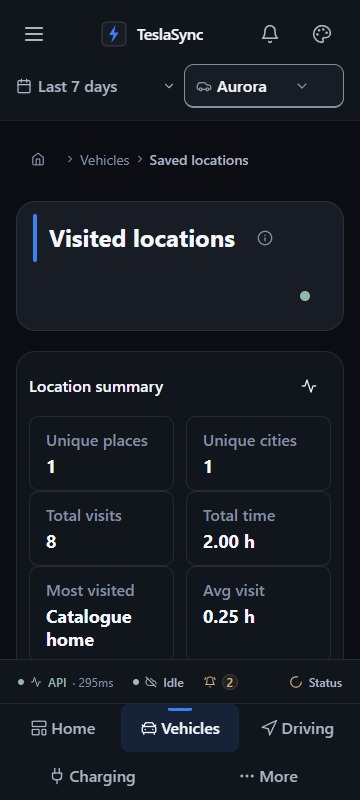 TeslaSync
Last 7 days
Aurora
Vehicles
Saved locations
Visited locations
Location summary
Unique places
1
Unique cities
1
Total visits
8
Total time
2.00 h
Most visited
Catalogue
home
Avg visit
0.25 h
API · 295ms
Idle
2
Status
Home
Vehicles
Driving
Charging
More